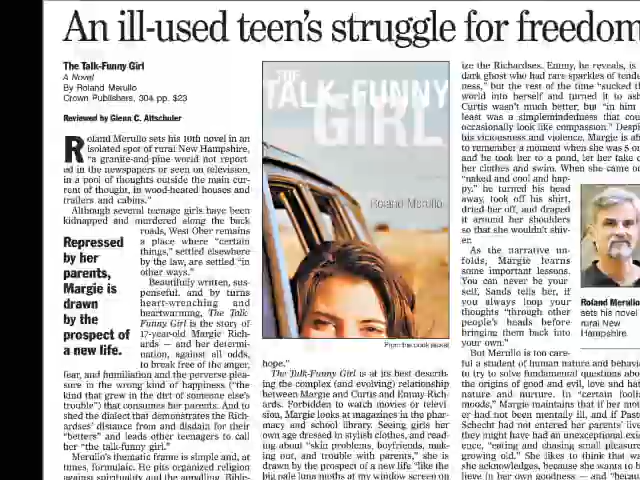 An ill-used teen's struggle for freedom
The Talk-Funny Girl
A Novel
By Roland Merullo
Crown Publishers, 304 pp. $23
Reviewed by Glenn C. Altschuler
Roland Merullo sets his 10th novel in an
isolated spot of rural New Hampshire,
"a granite-and-pine world not report-
ed in the newspapers or seen on television,
in a pool of thoughts outside the main cur-
rent of thought, in wood-heated houses and
trailers and cabins."
Although several teenage girls have been
kidnapped and murdered along the back
roads, West Ober remains
a place where "certain
things," settled elsewhere
by the law, are settled "in
other ways."
Beautifully written, sus-
penseful, and by turns
heart-wrenching and
heartwarming, The Talk-
Funny Girl is the story of
17-year-old Margie Rich-
ards — and her determi-
nation, against all odds,
to break free of the anger,
fear, and humiliation and the perverse plea-
sure in the wrong kind of happiness ("the
kind that grew in the dirt of someone else's
trouble") that consumes her parents. And to
shed the dialect that demonstrates the Rich-
ardses' distance from and disdain for their
"betters" and leads other teenagers to call
her "the talk-funny girl."
Merullo's thematic frame is simple and, at
times, formulaic. He pits organized religion
against spirituality and the appalling, Bible-
Repressed
by her
parents,
Margie is
drawn
by the
prospect of
a new life.
THE
TALK-FUNNY
GIRL
Roland Merullo
From the book jacket
hope."
The Talk-Funny Girl is at its best describ-
ing the complex (and evolving) relationship
between Margie and Curtis and Emmy Rich-
ards. Forbidden to watch movies or televi-
sion, Margie looks at magazines in the phar-
macy and school library. Seeing girls her
own age dressed in stylish clothes, and read-
ing about "skin problems, boyfriends, mak-
ing out, and trouble with parents," she is
drawn by the prospect of a new life "like the
big pale luna moths at my window screen on
ize the Richardses. Emmy, he reveals, is
dark ghost who had rare sparkles of tende
ness," but the rest of the time "sucked th
world into herself and turned it to ash
Curtis wasn't much better, but "in him
least was a simplemindedness that cou
occasionally look like compassion." Despi
his viciousness and violence, Margie is ab
to remember a moment when she was 5 or
and he took her to a pond, let her take o
her clothes and swim. When she came ou
"naked and cool and hap-
py," he turned his head
away, took off his shirt,
dried her off, and draped
it around her shoulders
so that she wouldn't shiv-
er.
As the narrative un-
folds, Margie learns
some important lessons.
You can never be your-
self, Sands tells her, if
you always loop your
thoughts "through other
people's heads before
bringing them back into
your own."
Roland Merullo
sets his novel in
rural New
Hampshire.
But Merullo is too care-
ful a student of human nature and behavio
to try to solve fundamental questions abou
the origins of good and evil, love and hat
nature and nurture. In "certain
moods," Margie maintains that if her
er had not been mentally ill, and if Past
Schecht had not entered her parents' live
they might have had an unexceptional exis
ence, "eating and chasing small pleasure
growing old." She likes to think that wa
she acknowledges, because she wants to b
lieve in her own goodness — and "becaus